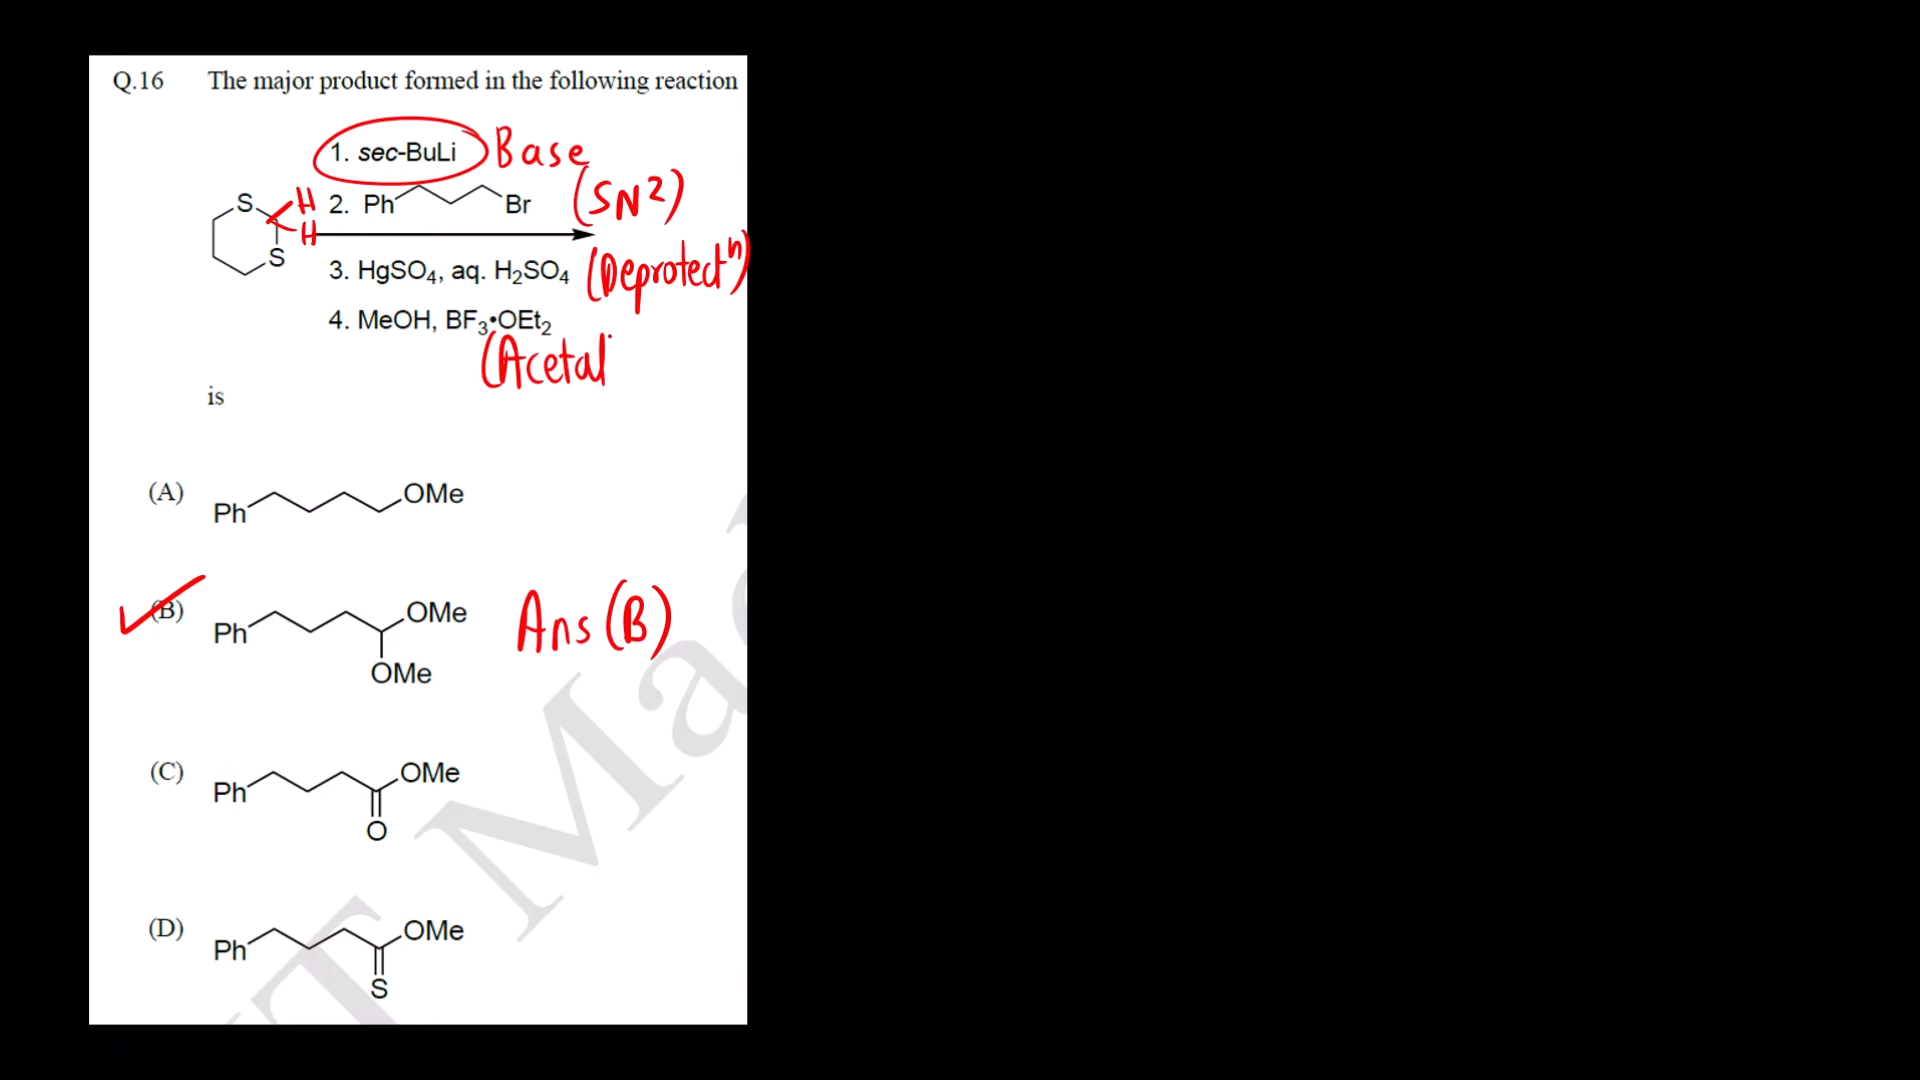 Q.16 The major product formed in the following reaction
1. sec-BuLi Base
S H 2. Ph Br (SN2)
H
S
3. HgSO4, aq. H2SO4 (Deprotectⁿ)
4. MeOH, BF3•OEt2
(Acetal
is
(A) Ph OMe
(B) Ph OMe Ans (B)
OMe
(C) Ph OMe
O
(D) Ph OMe
S